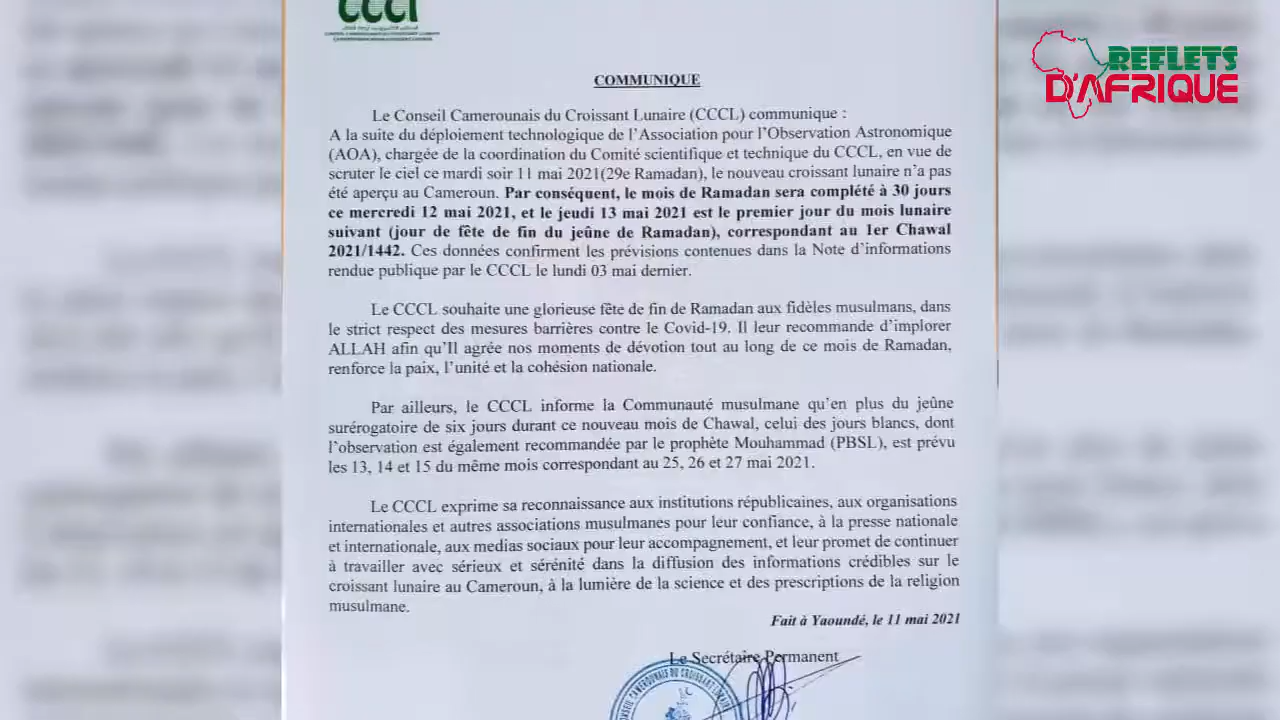 CCCL
REFLETS
D'AFRIQUE
COMMUNIQUE
Le Conseil Camerounais du Croissant Lunaire (CCCL) communique :
A la suite du déploiement technologique de l'Association pour l'Observation Astronomique
(AOA), chargée de la coordination du Comité scientifique et technique du CCCL, en vue de
scruter le ciel ce mardi soir 11 mai 2021(29e Ramadan), le nouveau croissant lunaire n'a pas
été aperçu au Cameroun. Par conséquent, le mois de Ramadan sera complété à 30 jours
ce mercredi 12 mai 2021, et le jeudi 13 mai 2021 est le premier jour du mois lunaire
suivant (jour de fête de fin du jeûne de Ramadan), correspondant au 1er Chawal
2021/1442. Ces données confirment les prévisions contenues dans la Note d'informations
rendue publique par le CCCL le lundi 03 mai dernier.
Le CCCL souhaite une glorieuse fête de fin de Ramadan aux fidèles musulmans, dans
le strict respect des mesures barrières contre le Covid-19. Il leur recommande d'implorer
ALLAH afin qu'Il agrée nos moments de dévotion tout au long de ce mois de Ramadan,
renforce la paix, l'unité et la cohésion nationale.
Par ailleurs, le CCCL informe la Communauté musulmane qu'en plus du jeûne
surérogatoire de six jours durant ce nouveau mois de Chawal, celui des jours blancs, dont
l'observation est également recommandée par le prophète Mouhammad (PBSL), est prévu
les 13, 14 et 15 du même mois correspondant au 25, 26 et 27 mai 2021.
Le CCCL exprime sa reconnaissance aux institutions républicaines, aux organisations
internationales et autres associations musulmanes pour leur confiance, à la presse nationale
et internationale, aux medias sociaux pour leur accompagnement, et leur promet de continuer
à travailler avec sérieux et sérénité dans la diffusion des informations crédibles sur le
croissant lunaire au Cameroun, à la lumière de la science et des prescriptions de la religion
musulmane.
Fait à Yaoundé, le 11 mai 2021
Le Secrétaire Permanent
CONSEIL CAMEROUNAIS DU CROISSANT LUNAIRE